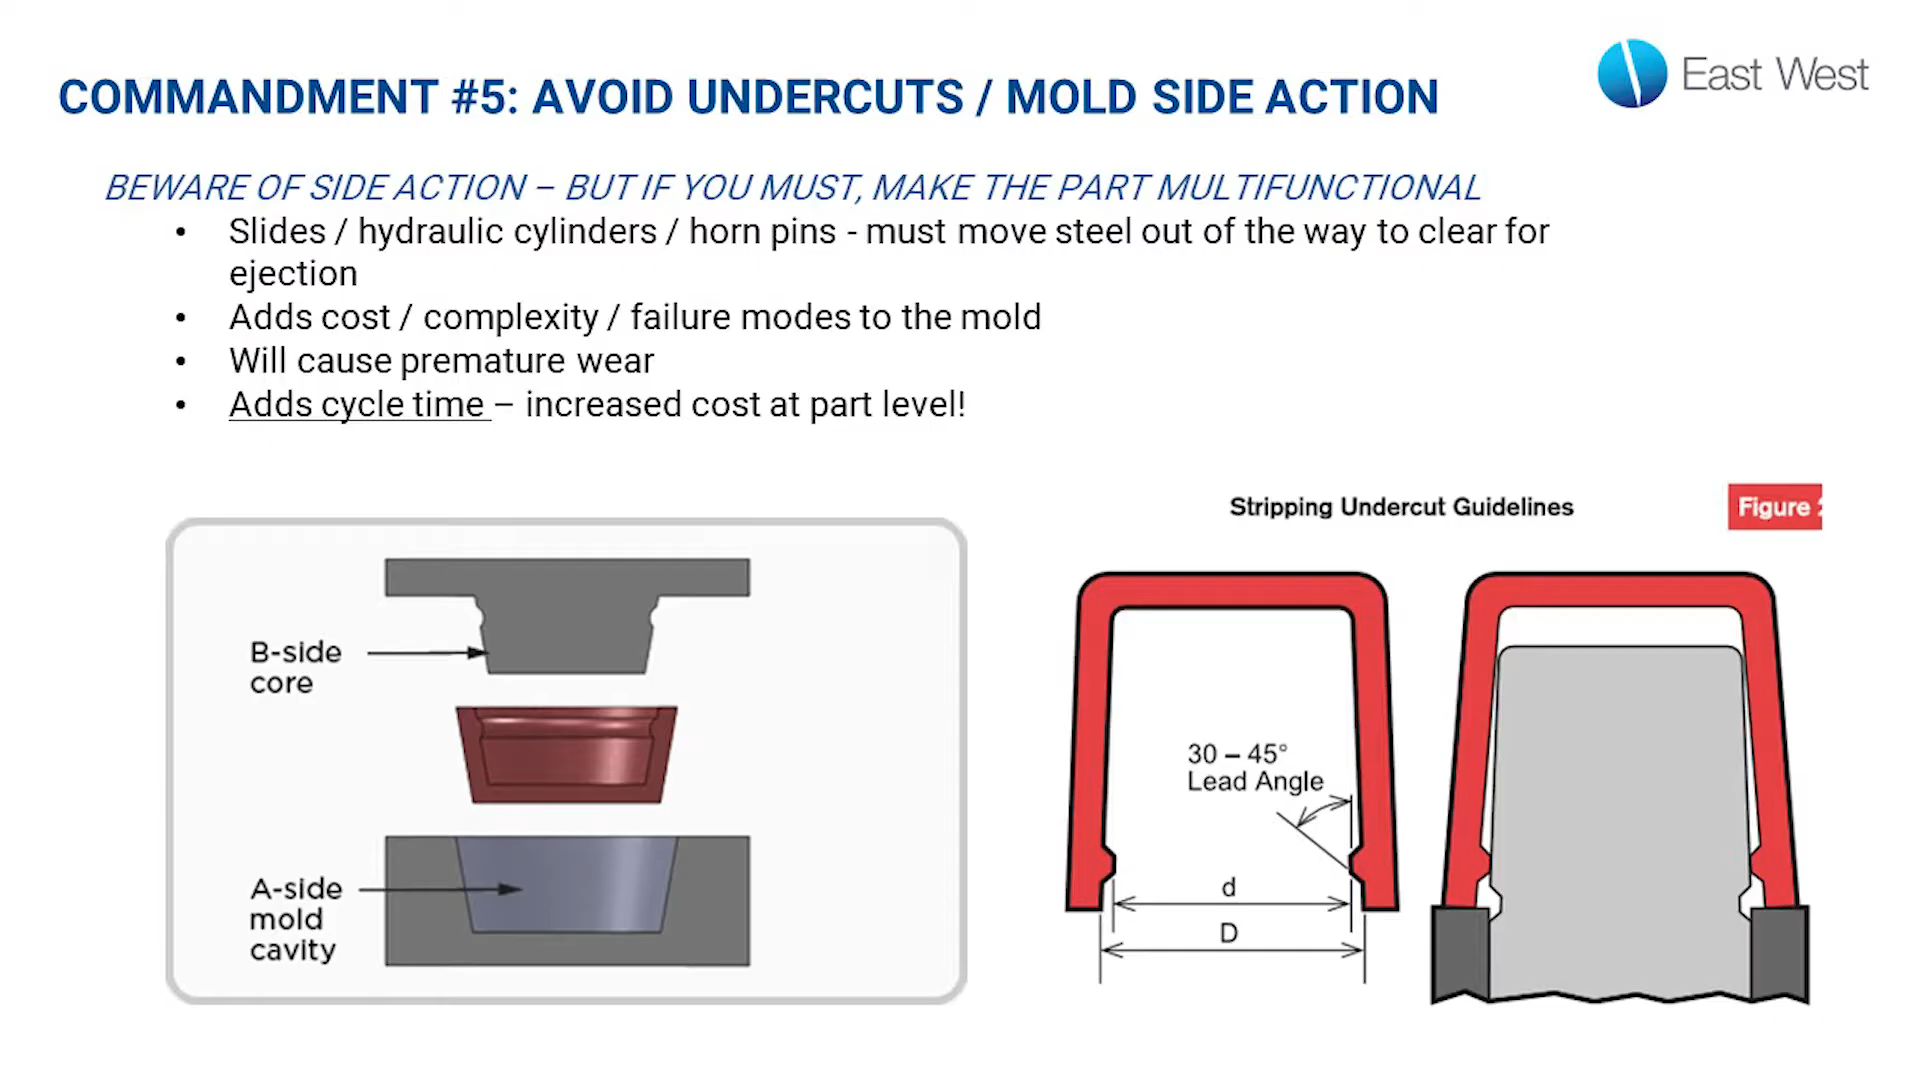 East West
COMMANDMENT #5: AVOID UNDERCUTS / MOLD SIDE ACTION
BEWARE OF SIDE ACTION – BUT IF YOU MUST, MAKE THE PART MULTIFUNCTIONAL
• Slides / hydraulic cylinders / horn pins - must move steel out of the way to clear for
ejection
• Adds cost / complexity / failure modes to the mold
• Will cause premature wear
• Adds cycle time – increased cost at part level!
B-side
core
A-side
mold
cavity
Stripping Undercut Guidelines
Figure
30 – 45°
Lead Angle
d
D